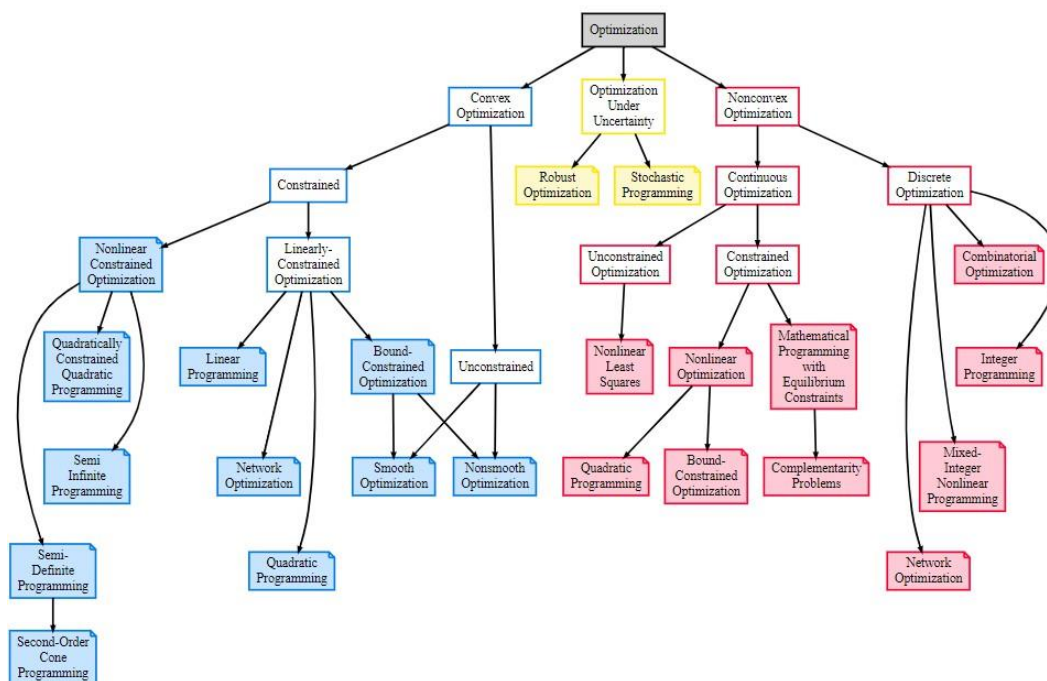 Optimization
Convex
Optimization
Optimization
Under
Uncertainty
Nonconvex
Optimization
Constrained
Robust
Optimization
Stochastic
Programming
Continuous
Optimization
Discrete
Optimization
Nonlinear
Constrained
Optimization
Linearly-
Constrained
Optimization
Unconstrained
Optimization
Constrained
Optimization
Combinatorial
Optimization
Quadratically
Constrained
Quadratic
Programming
Linear
Programming
Bound-
Constrained
Optimization
Unconstrained
Nonlinear
Least
Squares
Nonlinear
Optimization
Mathematical
Programming
with
Equilibrium
Constraints
Integer
Programming
Semi
Infinite
Programming
Network
Optimization
Smooth
Optimization
Nonsmooth
Optimization
Quadratic
Programming
Bound-
Constrained
Optimization
Complementarity
Problems
Mixed-
Integer
Nonlinear
Programming
Semi-
Definite
Programming
Quadratic
Programming
Network
Optimization
Second-Order
Cone
Programming